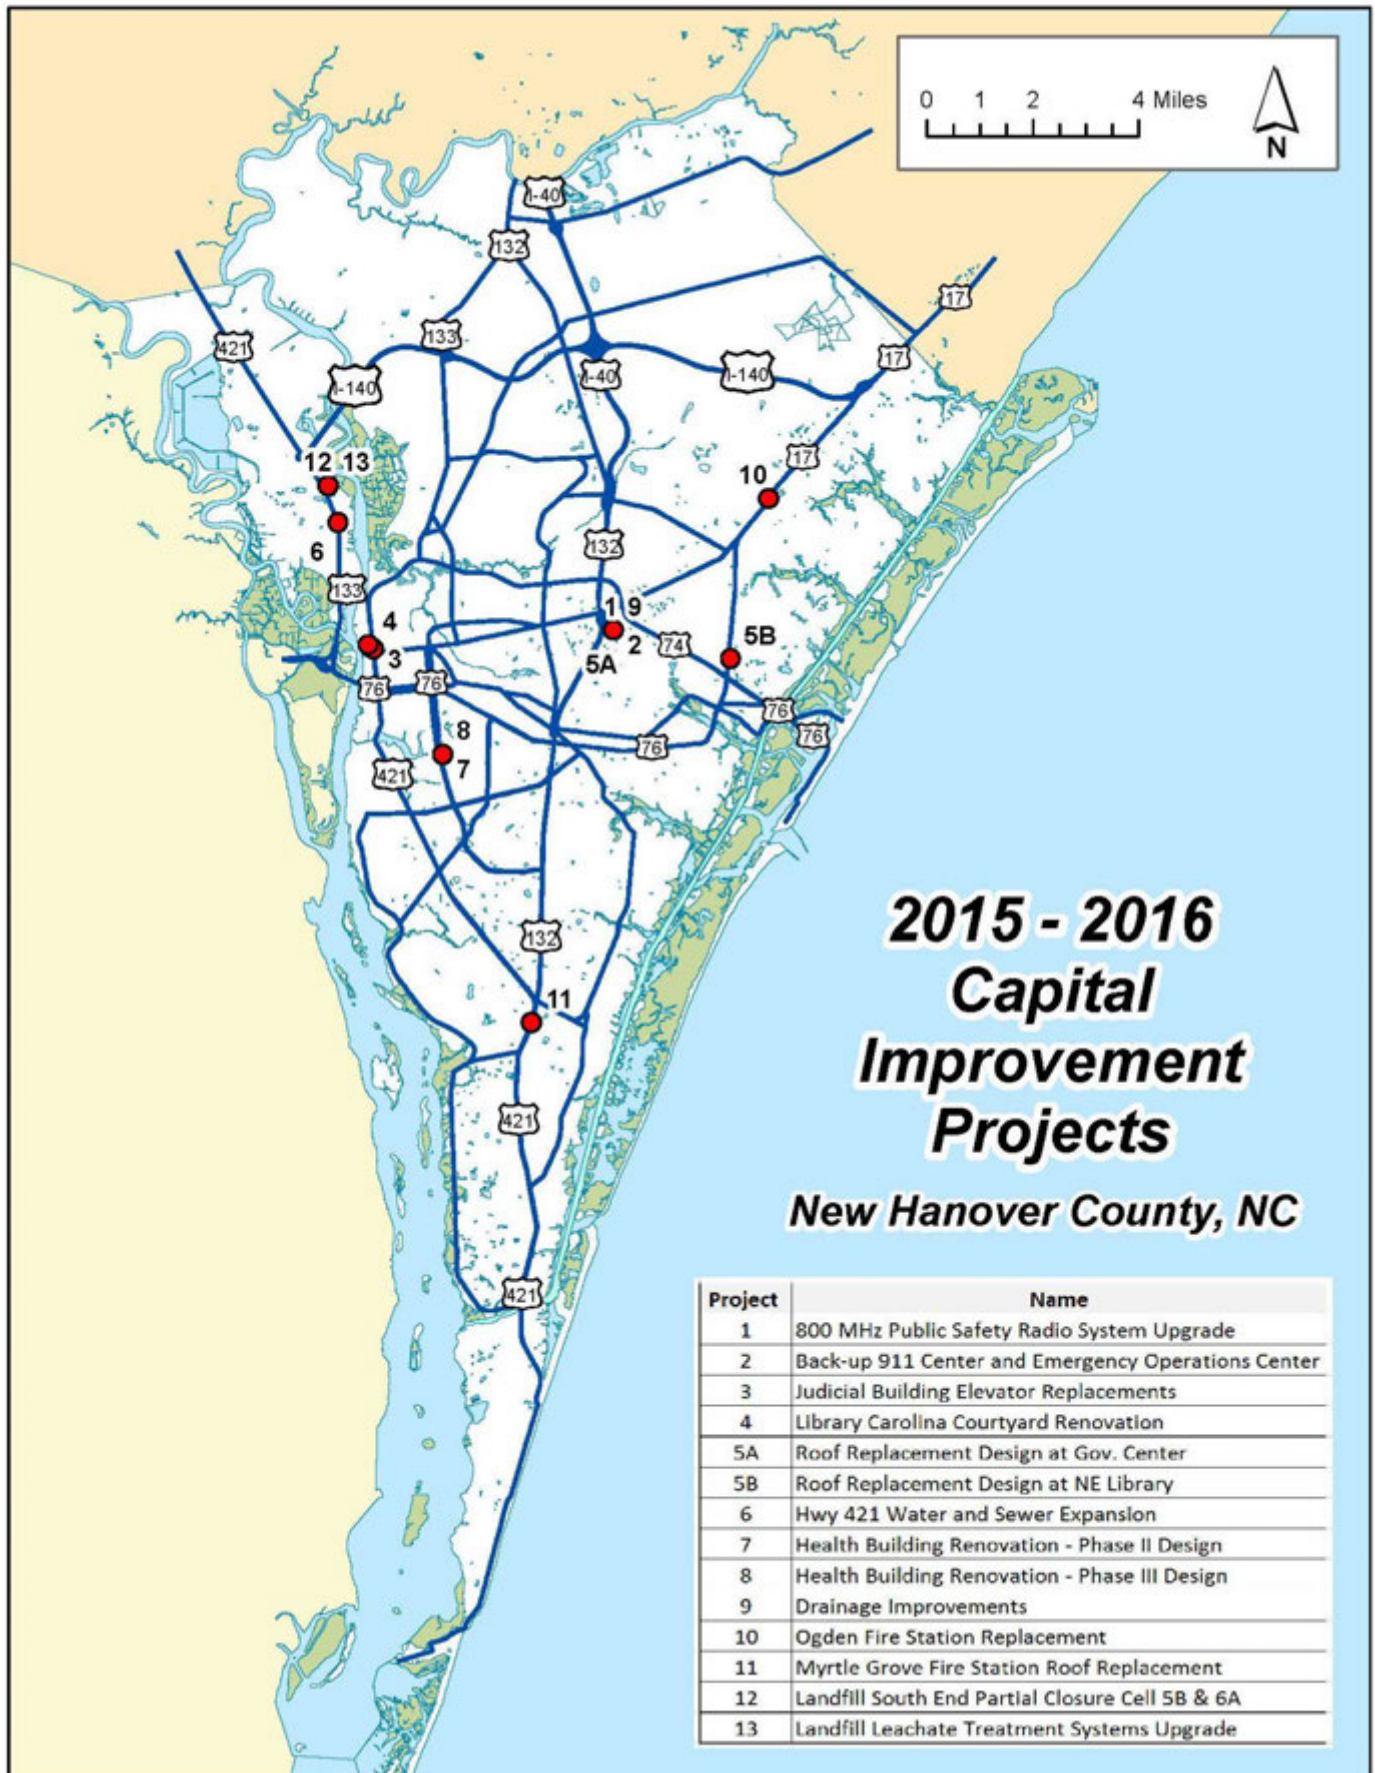 0 1 2 4 Miles
N
I-40
132
17
133
421
17
I-140
I-40
I-140
17
12 13
10
6
132
133
4
1 9
2
5B
74
3
5A
76
76
76
76
76
8
7
421
132
11
421
421
2015 - 2016
Capital
Improvement
Projects
New Hanover County, NC
Project Name
1 800 MHz Public Safety Radio System Upgrade
2 Back-up 911 Center and Emergency Operations Center
3 Judicial Building Elevator Replacements
4 Library Carolina Courtyard Renovation
5A Roof Replacement Design at Gov. Center
5B Roof Replacement Design at NE Library
6 Hwy 421 Water and Sewer Expansion
7 Health Building Renovation - Phase II Design
8 Health Building Renovation - Phase III Design
9 Drainage Improvements
10 Ogden Fire Station Replacement
11 Myrtle Grove Fire Station Roof Replacement
12 Landfill South End Partial Closure Cell 5B & 6A
13 Landfill Leachate Treatment Systems Upgrade